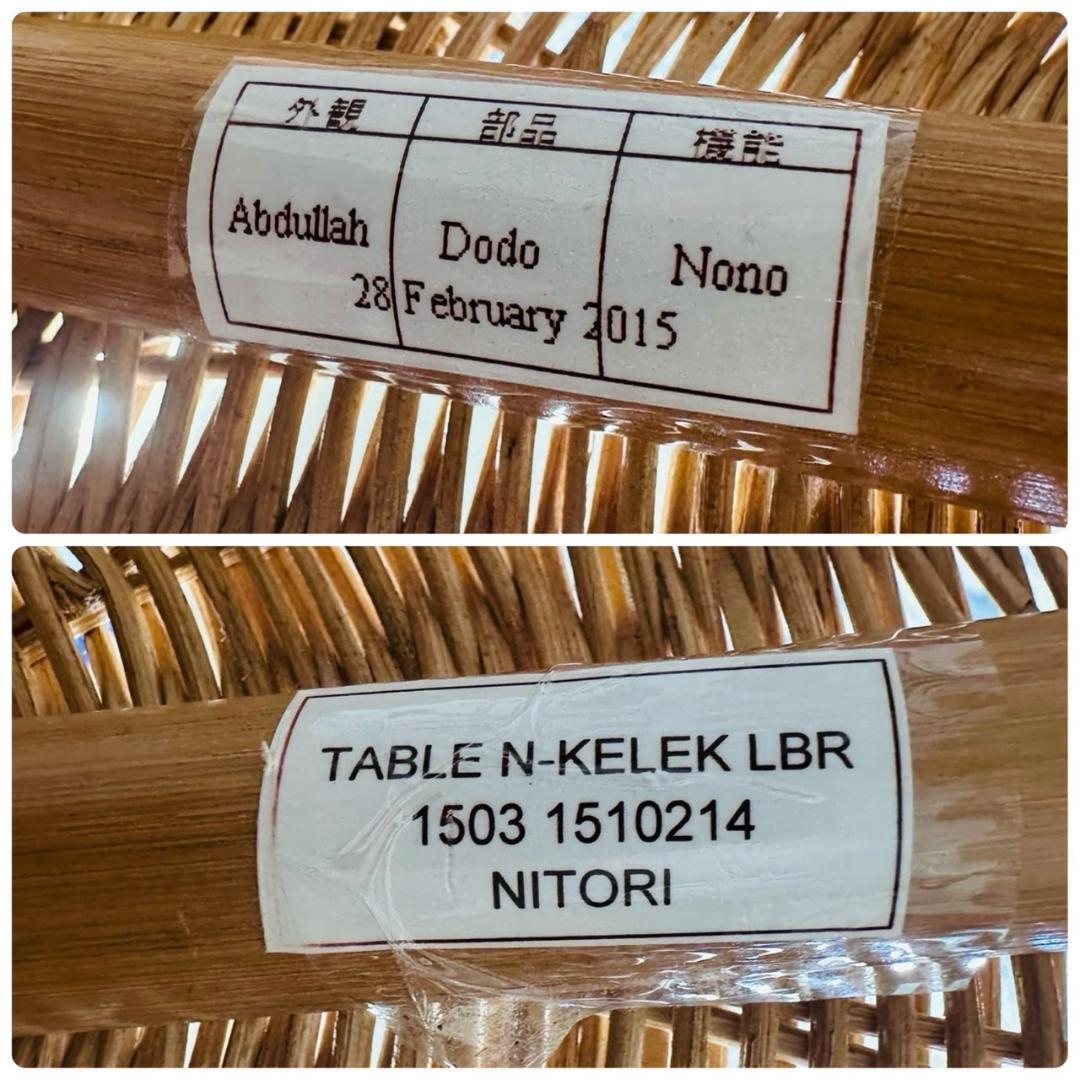 外観 部品 機能
Abdullah Dodo Nono
28 February 2015
TABLE N-KELEK LBR
1503 1510214
NITORI